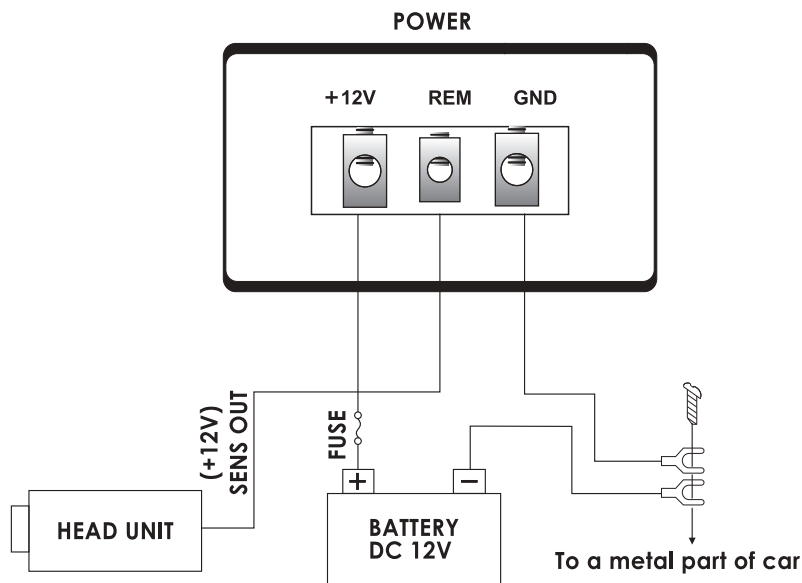 POWER
+12V REM GND
(+12V)
SENS OUT
FUSE
+ −
HEAD UNIT
BATTERY
DC 12V
To a metal part of car